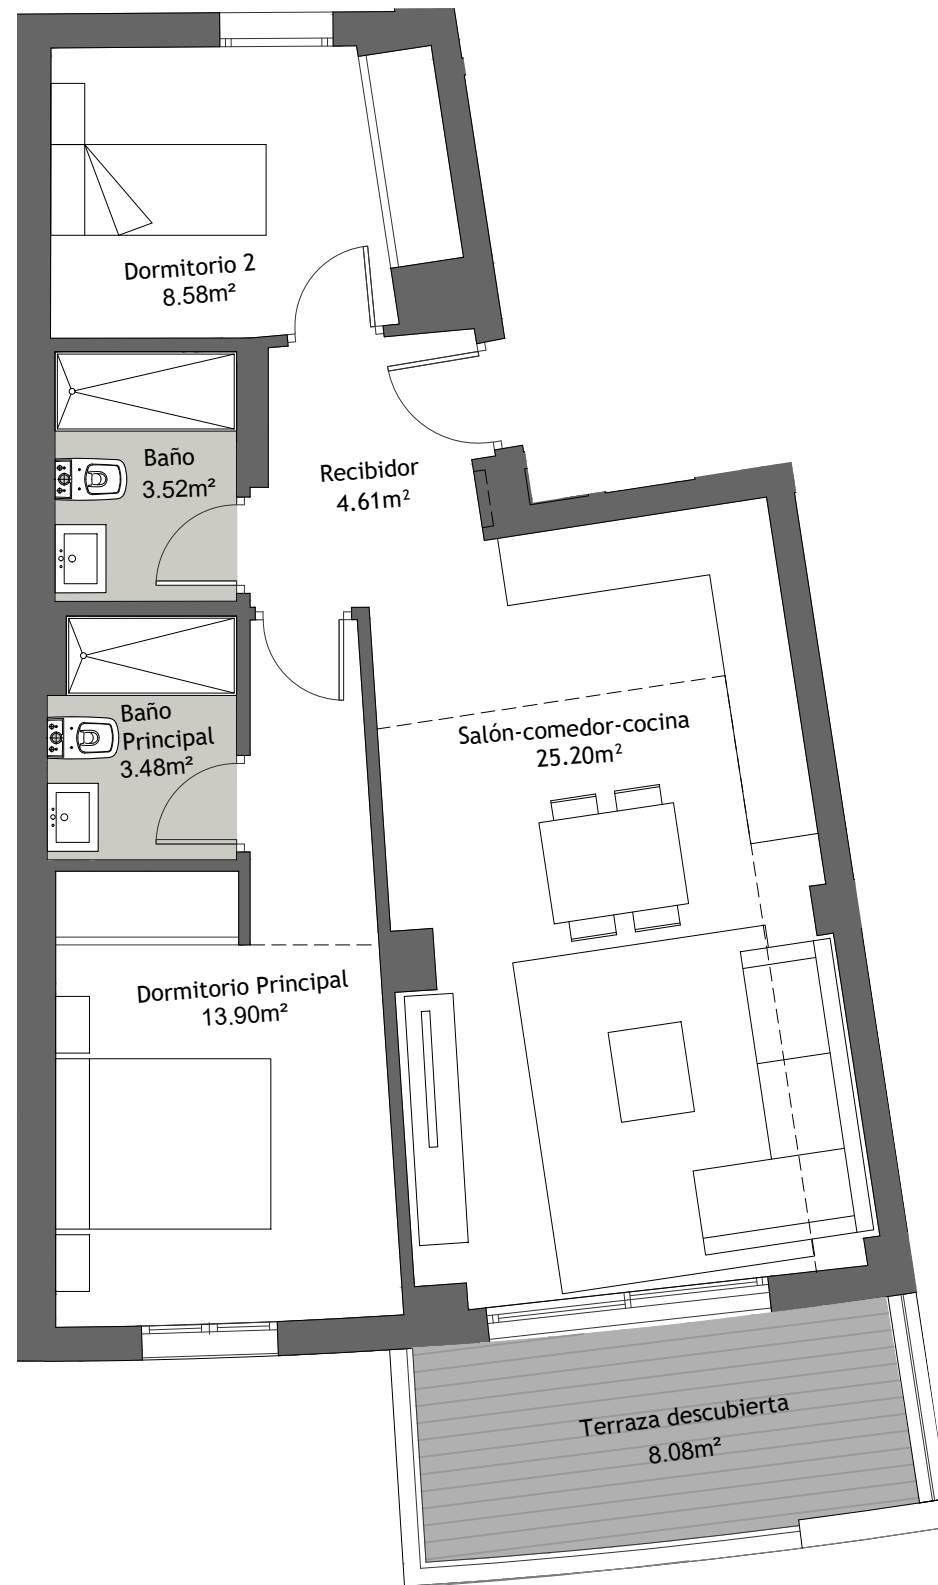 Dormitorio 2
8.58m²
Baño
3.52m²
Recibidor
4.61m²
Baño
Principal
3.48m²
Salón-comedor-cocina
25.20m²
Dormitorio Principal
13.90m²
Terraza descubierta
8.08m²